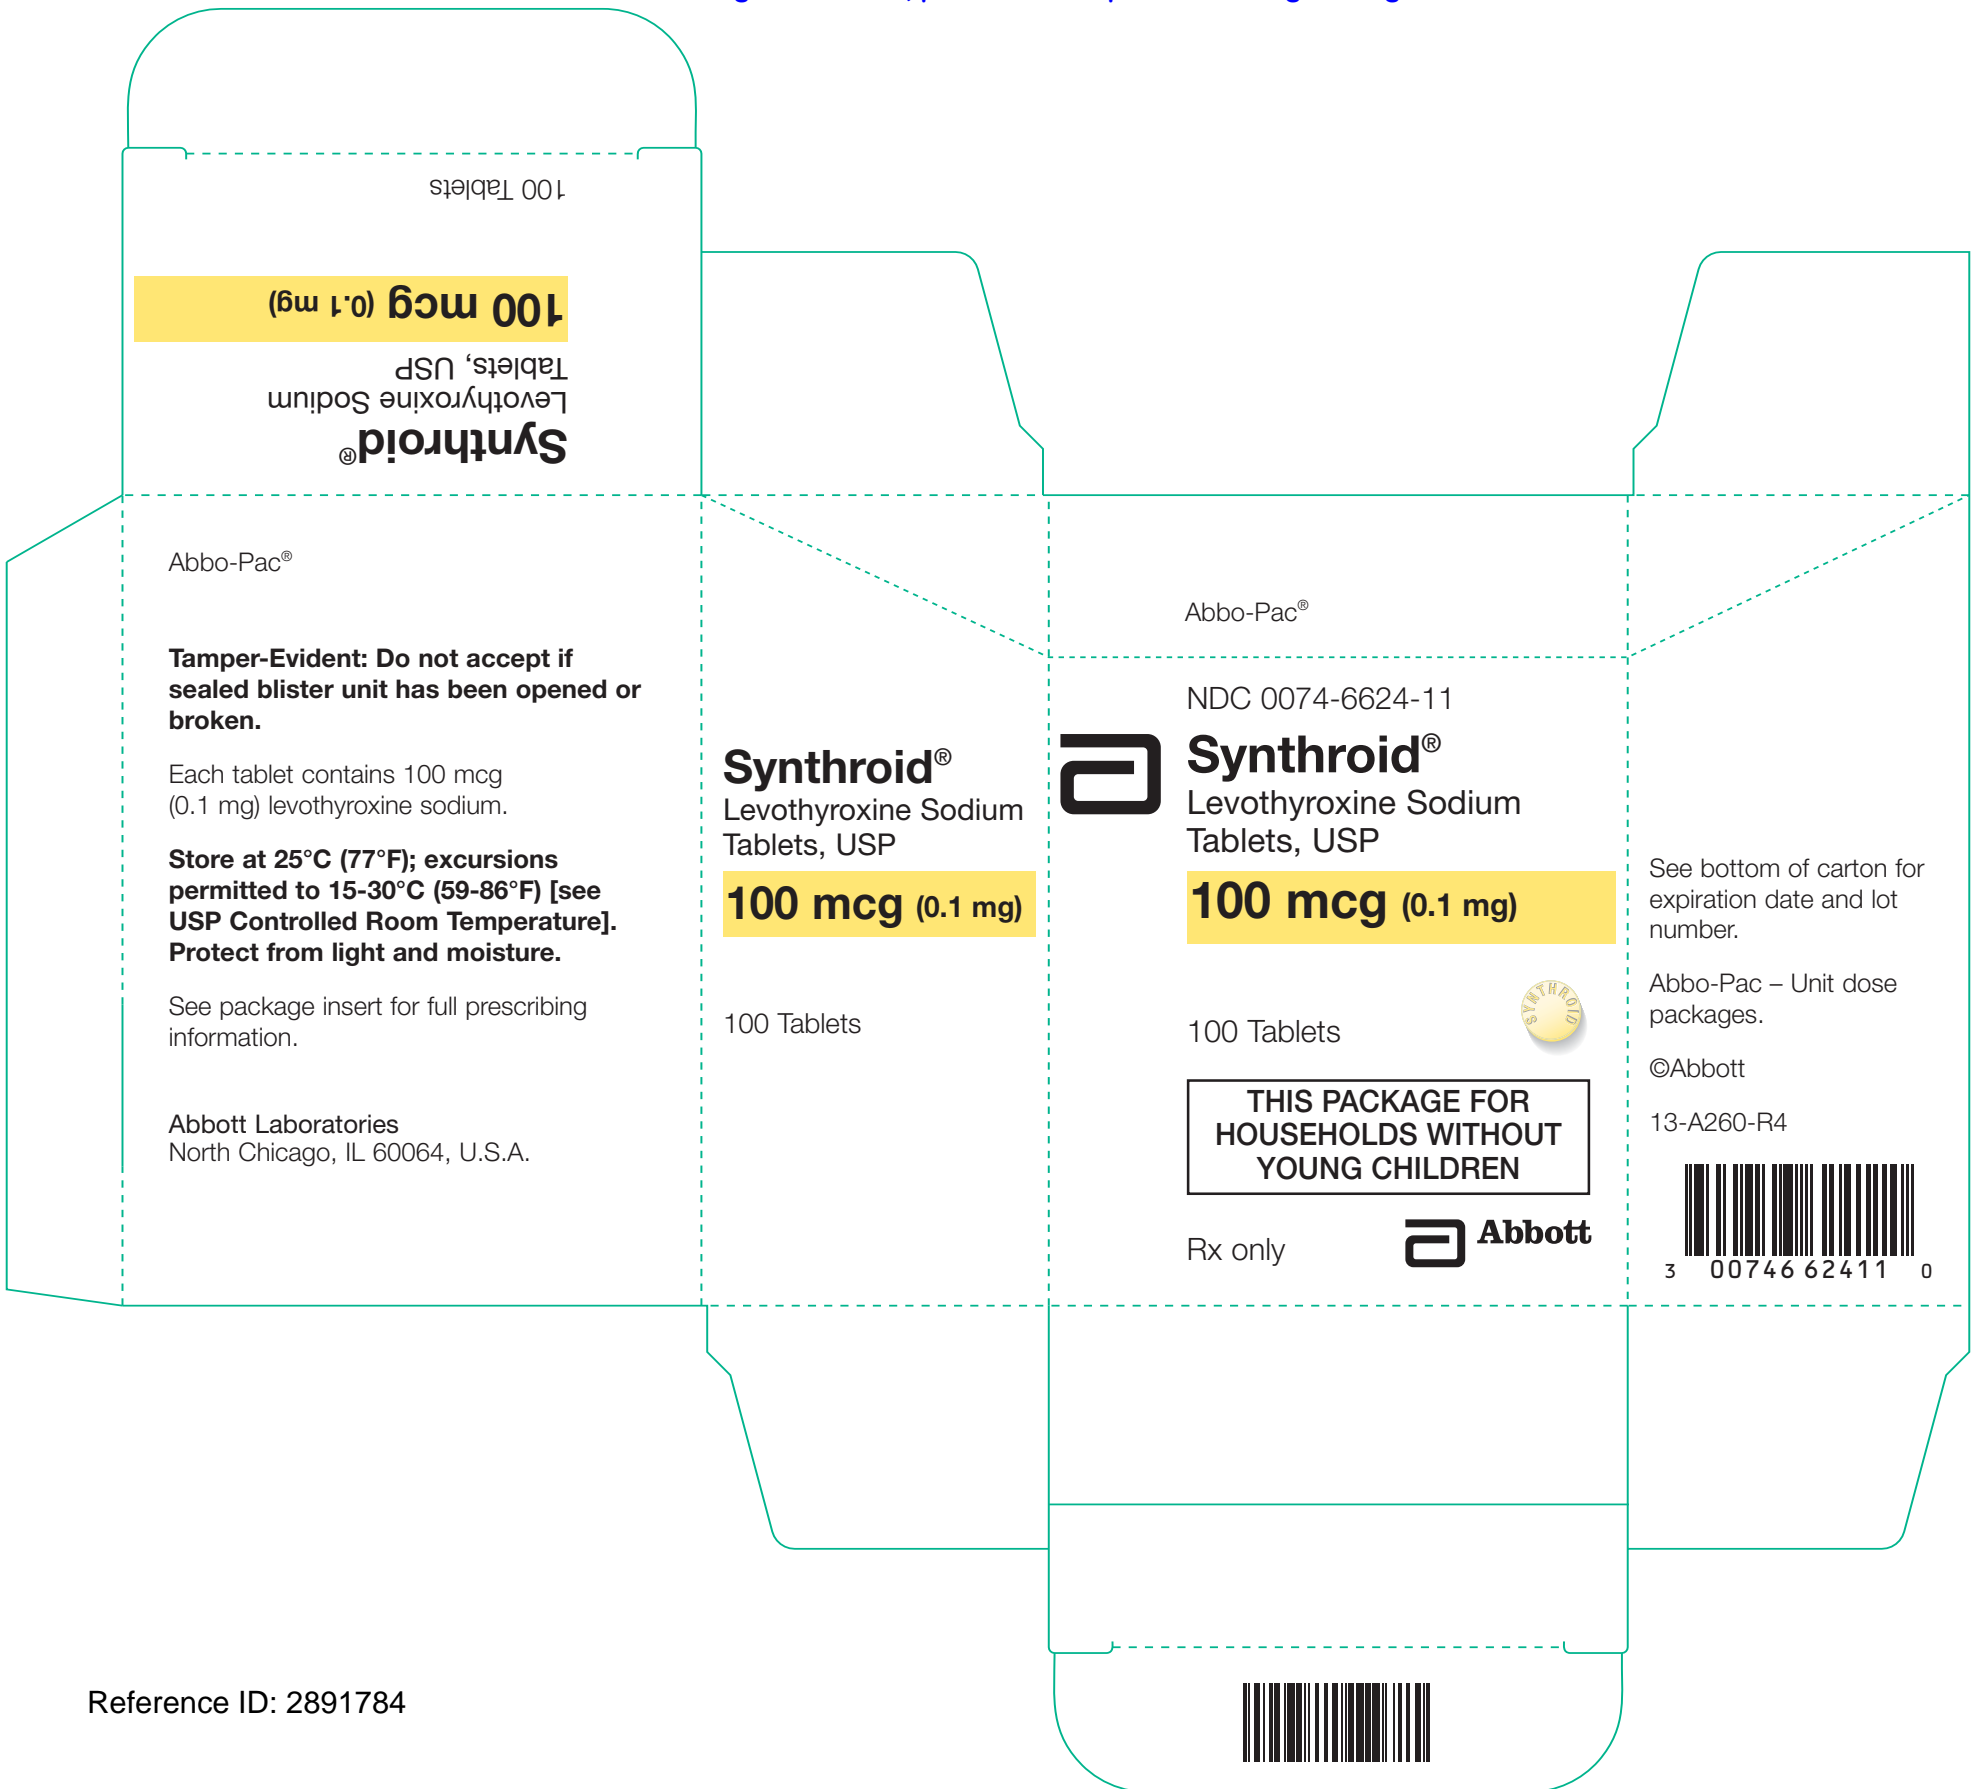 100 Tablets
100 mcg (0.1 mg)
Tablets, USP
Levothyroxine Sodium
Synthroid®
Abbo-Pac®
Tamper-Evident: Do not accept if
sealed blister unit has been opened or
broken.
Each tablet contains 100 mcg
(0.1 mg) levothyroxine sodium.
Store at 25°C (77°F); excursions
permitted to 15-30°C (59-86°F) [see
USP Controlled Room Temperature].
Protect from light and moisture.
See package insert for full prescribing
information.
Abbott Laboratories
North Chicago, IL 60064, U.S.A.
Synthroid®
Levothyroxine Sodium
Tablets, USP
100 mcg (0.1 mg)
100 Tablets
Abbo-Pac®
NDC 0074-6624-11
Synthroid®
Levothyroxine Sodium
Tablets, USP
100 mcg (0.1 mg)
100 Tablets
SYNTHROID
THIS PACKAGE FOR
HOUSEHOLDS WITHOUT
YOUNG CHILDREN
Rx only
Abbott
See bottom of carton for
expiration date and lot
number.
Abbo-Pac – Unit dose
packages.
©Abbott
13-A260-R4
3 00746 62411 0
Reference ID: 2891784